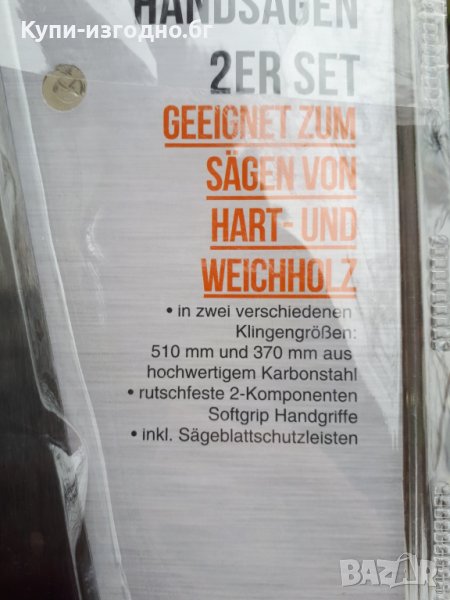 Купи-изгодно.бг
HANDSÄGEN
2ER SET
GEEIGNET ZUM
SÄGEN VON
HART- UND
WEICHHOLZ
• in zwei verschiedenen
Klingengrößen:
510 mm und 370 mm aus
hochwertigem Karbonstahl
• rutschfeste 2-Komponenten
Softgrip Handgriffe
• inkl. Sägeblattschutzleisten
bazar